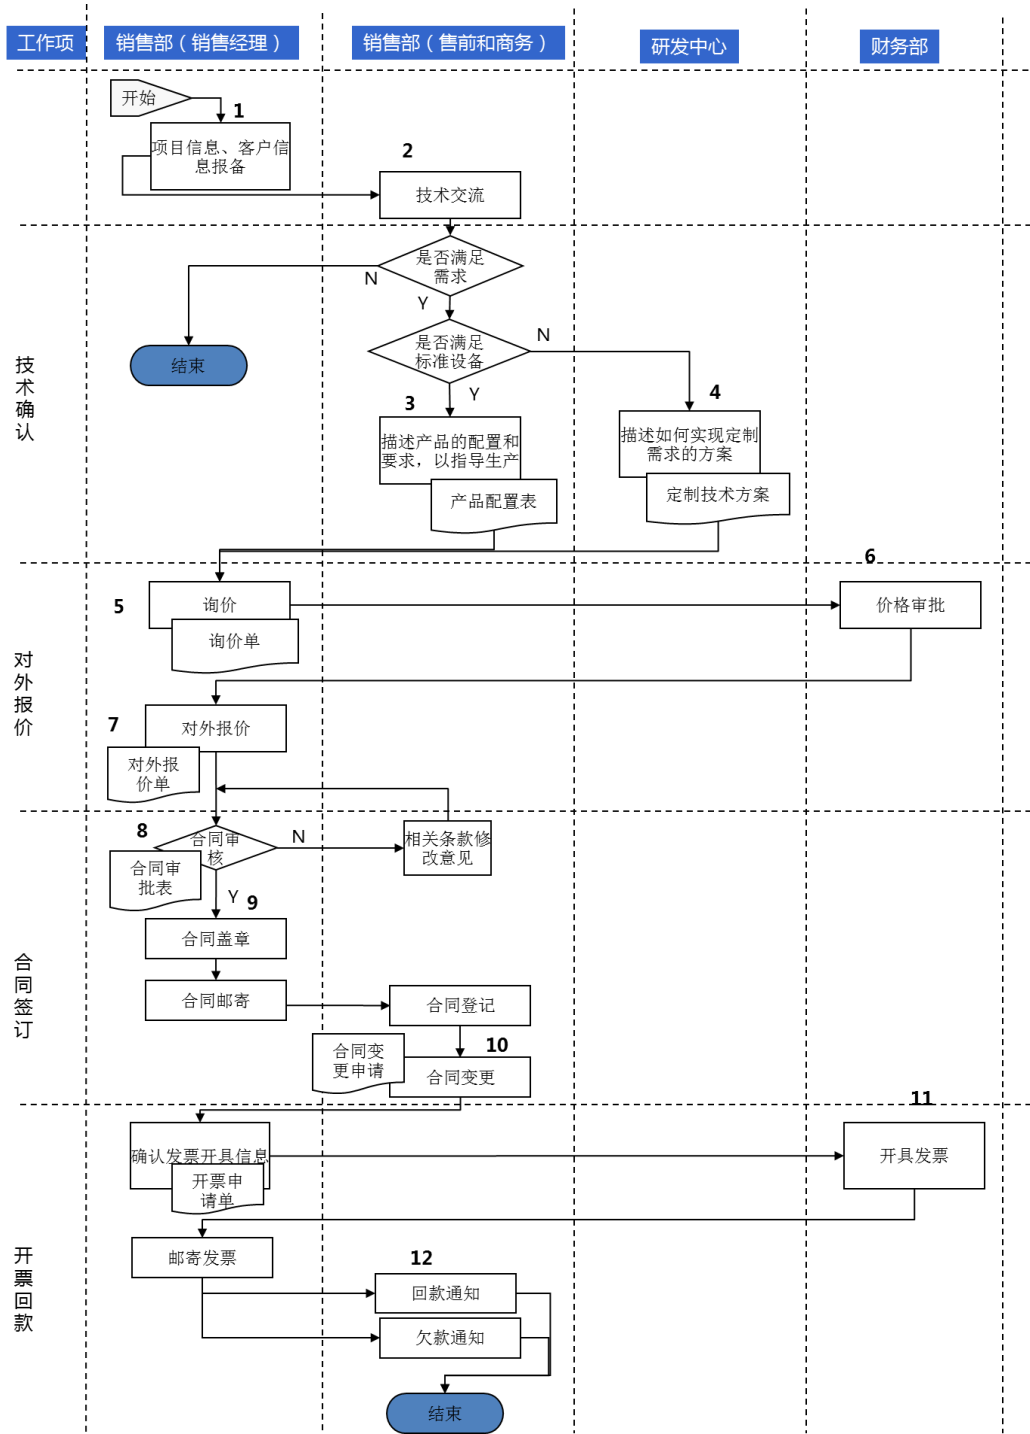 工作项
销售部（销售经理）
销售部（售前和商务）
研发中心
财务部
开始
1
项目信息、客户信
息报备
2
技术交流
技术确认
是否满足
需求
N
Y
结束
是否满足
标准设备
N
Y
3
描述产品的配置和
要求，以指导生产
产品配置表
4
描述如何实现定制
需求的方案
定制技术方案
对外报价
5
询价
询价单
6
价格审批
7
对外报价
对外报
价单
合同签订
8
合同审
核
合同审
批表
N
相关条款修
改意见
Y
9
合同盖章
合同邮寄
合同登记
10
合同变
更申请
合同变更
开票回款
确认发票开具信息
开票申
请单
11
开具发票
邮寄发票
12
回款通知
欠款通知
结束